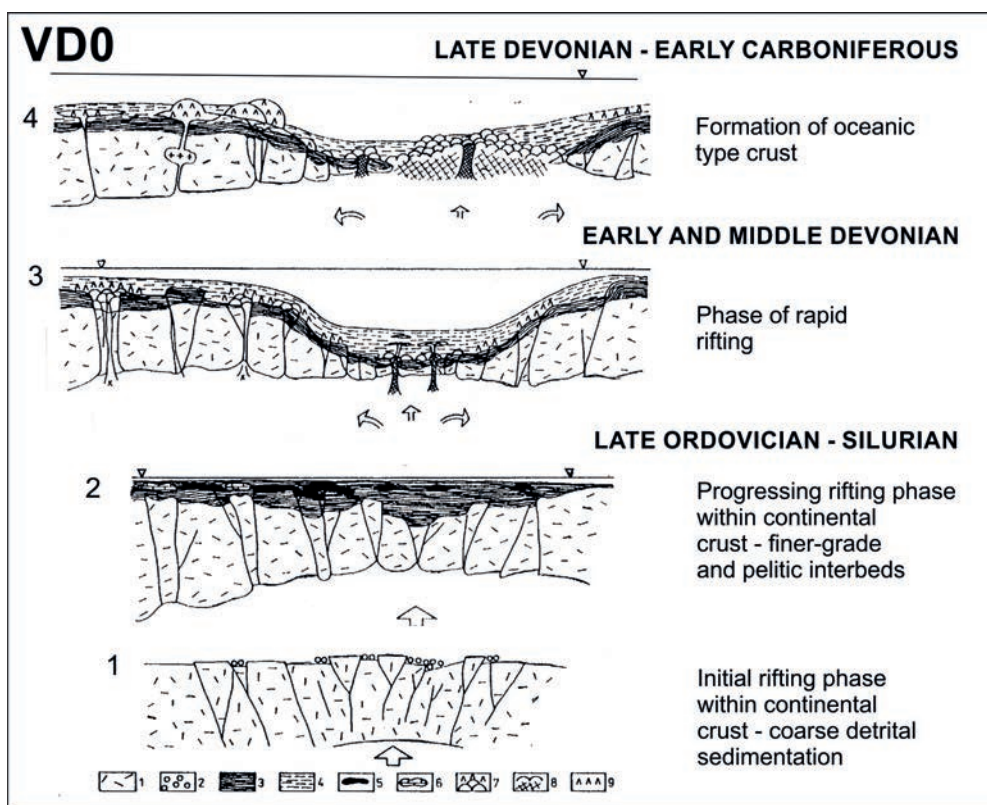 VD0
LATE DEVONIAN - EARLY CARBONIFEROUS
4
Formation of oceanic
type crust
EARLY AND MIDDLE DEVONIAN
3
Phase of rapid
rifting
LATE ORDOVICIAN - SILURIAN
2
Progressing rifting phase
within continental
crust - finer-grade
and pelitic interbeds
1
Initial rifting phase
within continental
crust - coarse detrital
sedimentation
1 2 3 4 5 6 7 8 9